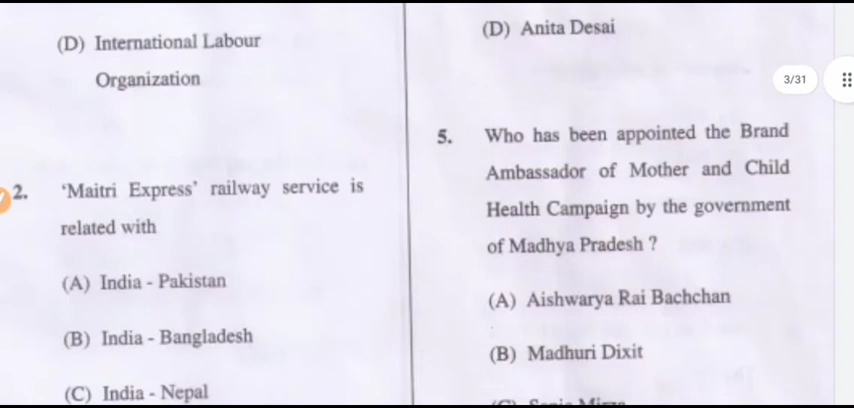 (D) International Labour
Organization
2. 'Maitri Express' railway service is
related with
(A) India - Pakistan
(B) India - Bangladesh
(C) India - Nepal
(D) Anita Desai
3/31
5. Who has been appointed the Brand
Ambassador of Mother and Child
Health Campaign by the government
of Madhya Pradesh ?
(A) Aishwarya Rai Bachchan
(B) Madhuri Dixit